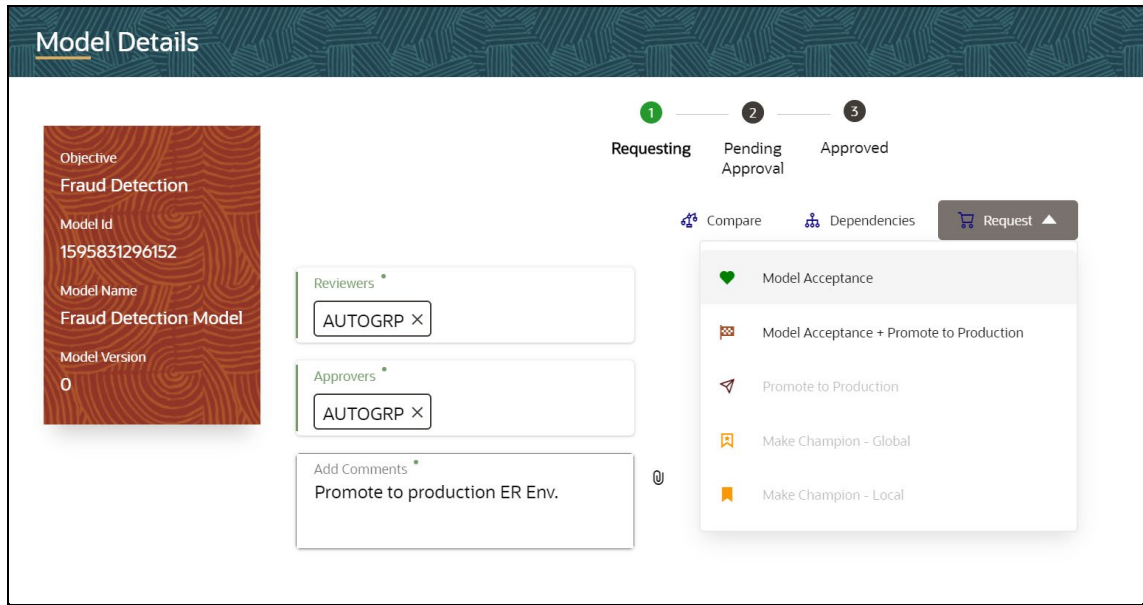 Model Details
1
2
3
Requesting
Pending
Approval
Approved
Objective
Fraud Detection
Model Id
1595831296152
Model Name
Fraud Detection Model
Model Version
0
Compare
Dependencies
Request
Reviewers
AUTOGRP ×
Approvers
AUTOGRP ×
Add Comments
Promote to production ER Env.
Model Acceptance
Model Acceptance + Promote to Production
Promote to Production
Make Champion - Global
Make Champion - Local